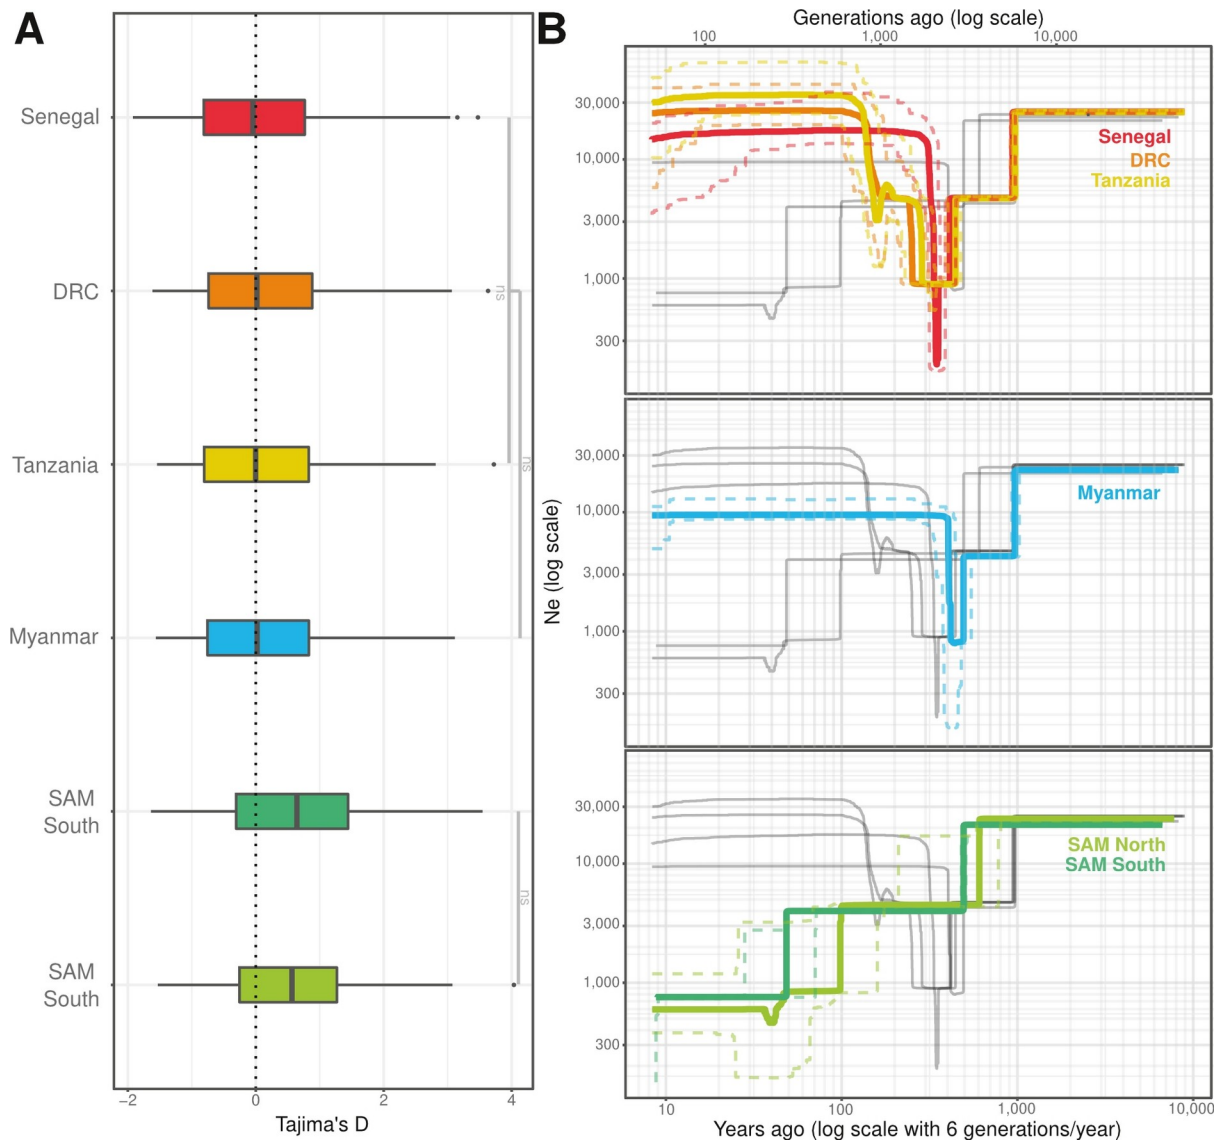 A
Senegal
DRC
Tanzania
Myanmar
SAM
South
SAM
South
ns
ns
ns
−2
0
2
4
Tajima's D
B
Generations ago (log scale)
100
1,000
10,000
Ne (log scale)
30,000
10,000
3,000
1,000
300
Senegal
DRC
Tanzania
30,000
10,000
3,000
1,000
300
Myanmar
30,000
10,000
3,000
1,000
300
SAM North
SAM South
10
100
1,000
10,000
Years ago (log scale with 6 generations/year)